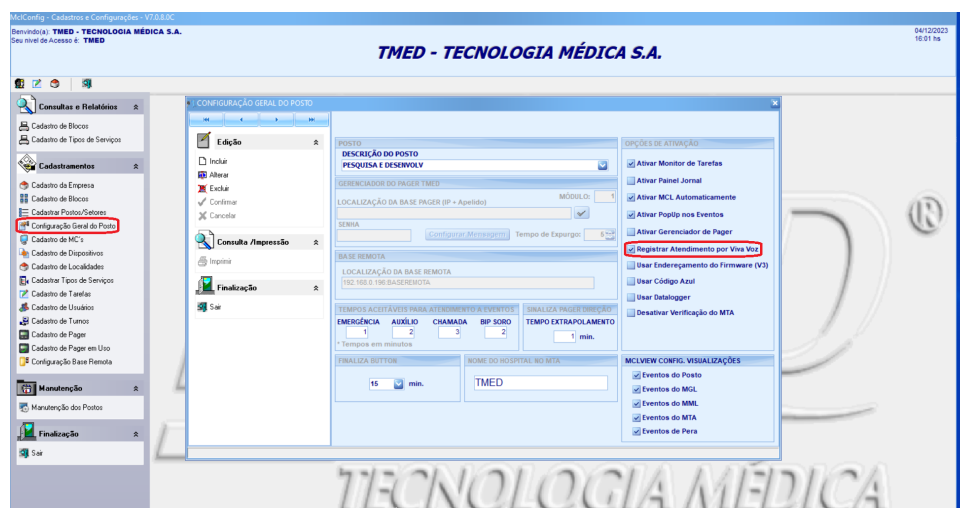 MclConfig - Cadastros e Configurações - V7.0.8.0C
Benvindo(a): TMED - TECNOLOGIA MÉDICA S.A.
Seu nivel de Acesso é: TMED
04/12/2023
16:01 hs
TMED - TECNOLOGIA MÉDICA S.A.
Consultas e Relatórios
Cadastro de Blocos
Cadastro de Tipos de Serviços
Cadastramentos
Cadastro da Empresa
Cadastro de Blocos
Cadastrar Postos/Setores
Configuração Geral do Posto
Cadastro de MC's
Cadastro de Dispositivos
Cadastro de Localidades
Cadastrar Tipos de Serviços
Cadastro de Tarefas
Cadastro de Usuários
Cadastro de Turnos
Cadastro de Pager
Cadastro de Pager em Uso
Configuração Base Remota
Manutenção
Manutenção dos Postos
Finalização
Sair
CONFIGURAÇÃO GERAL DO POSTO
Edição
Incluir
Alterar
Excluir
Confirmar
Cancelar
Consulta /Impressão
Imprimir
Finalização
Sair
POSTO
DESCRIÇÃO DO POSTO
PESQUISA E DESENVOLV
GERENCIADOR DO PAGER TMED
LOCALIZAÇÃO DA BASE PAGER (IP + Apelido)
MÓDULO: 1
SENHA
Configurar Mensagem
Tempo de Expurgo: 5
BASE REMOTA
LOCALIZAÇÃO DA BASE REMOTA
192.168.0.196:BASEREMOTA
TEMPOS ACEITÁVEIS PARA ATENDIMENTO A EVENTOS
EMERGÊNCIA AUXÍLIO CHAMADA BIP SORO
1 2 3 2
* Tempos em minutos
SINALIZA PAGER DIREÇÃO
TEMPO EXTRAPOLAMENTO
1 min.
FINALIZA BUTTON
15 min.
NOME DO HOSPITAL NO MTA
TMED
OPÇÕES DE ATIVAÇÃO
Ativar Monitor de Tarefas
Ativar Painel Jornal
Ativar MCL Automaticamente
Ativar PopUp nos Eventos
Ativar Gerenciador de Pager
Registrar Atendimento por Viva Voz
Usar Endereçamento do Firmware (V3)
Usar Código Azul
Usar Datalogger
Desativar Verificação do MTA
MCLVIEW CONFIG. VISUALIZAÇÕES
Eventos do Posto
Eventos do MGL
Eventos do MML
Eventos do MTA
Eventos de Pera
®
TECNOLOGIA MÉDICA